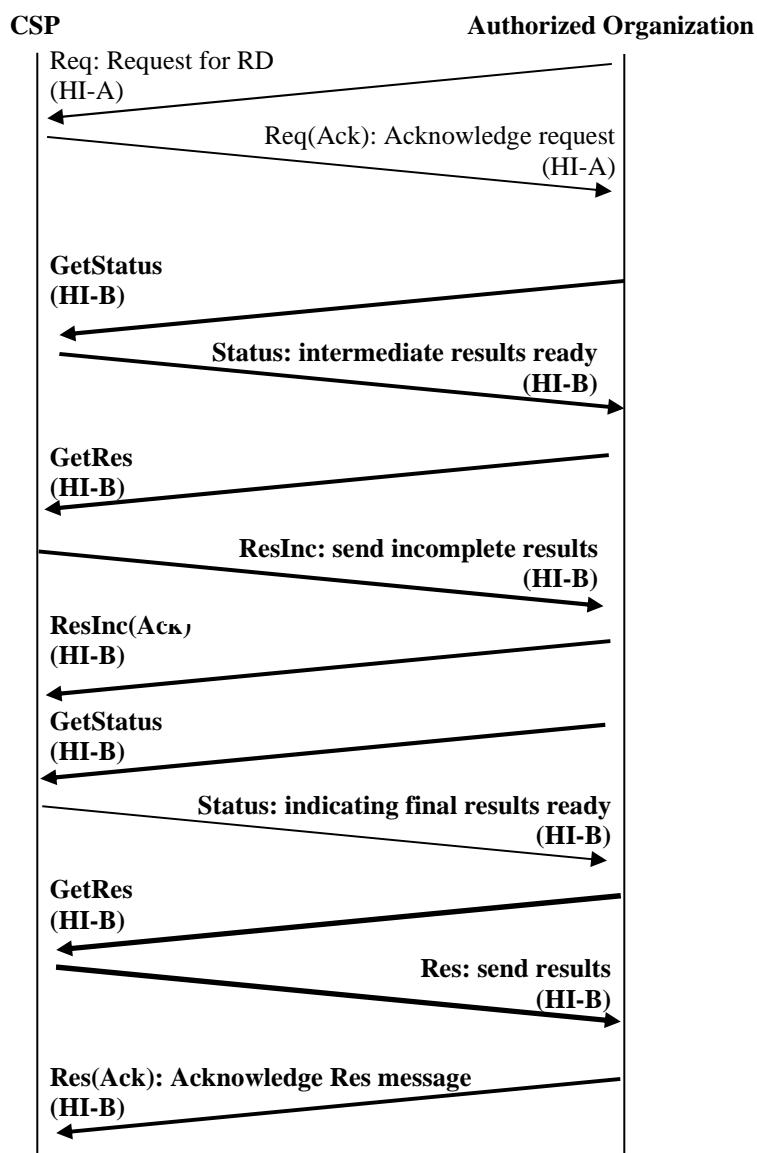 CSP Authorized Organization
Req: Request for RD
(HI-A)
Req(Ack): Acknowledge request
(HI-A)
GetStatus
(HI-B)
Status: intermediate results ready
(HI-B)
GetRes
(HI-B)
ResInc: send incomplete results
(HI-B)
ResInc(Ack)
(HI-B)
GetStatus
(HI-B)
Status: indicating final results ready
(HI-B)
GetRes
(HI-B)
Res: send results
(HI-B)
Res(Ack): Acknowledge Res message
(HI-B)